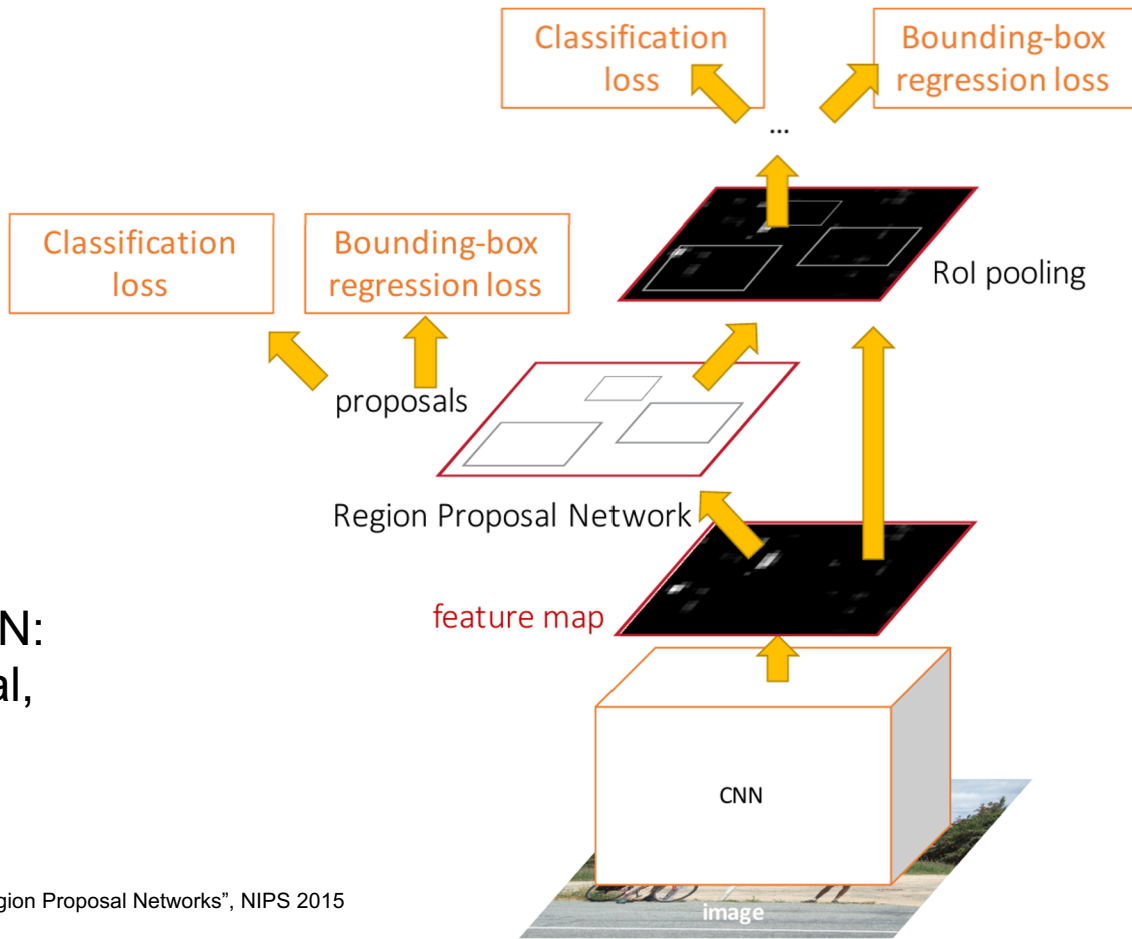 Classification
loss
Bounding-box
regression loss
...
Classification
loss
Bounding-box
regression loss
RoI pooling
proposals
Region Proposal Network
feature map
N:
al,
CNN
image
gion Proposal Networks”, NIPS 2015